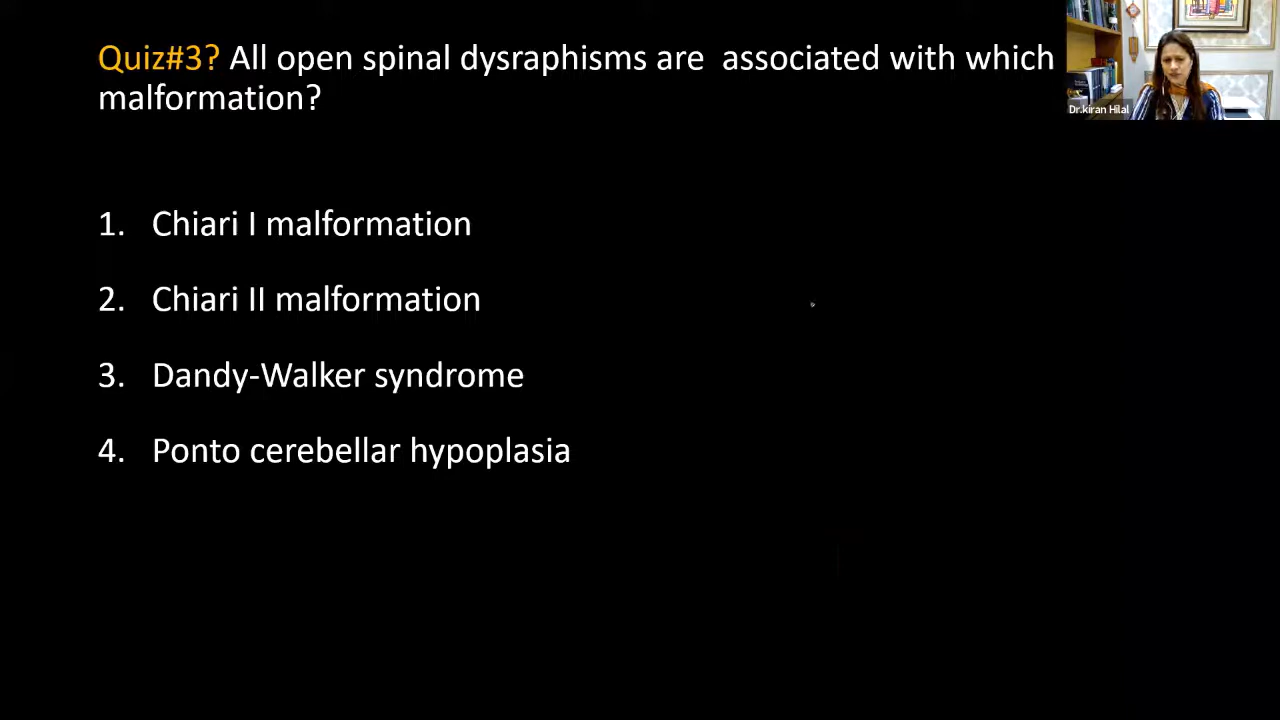 Quiz#3? All open spinal dysraphisms are  associated with which
malformation?
Dr.kiran Hilal
1. Chiari I malformation
2. Chiari II malformation
3. Dandy-Walker syndrome
4. Ponto cerebellar hypoplasia